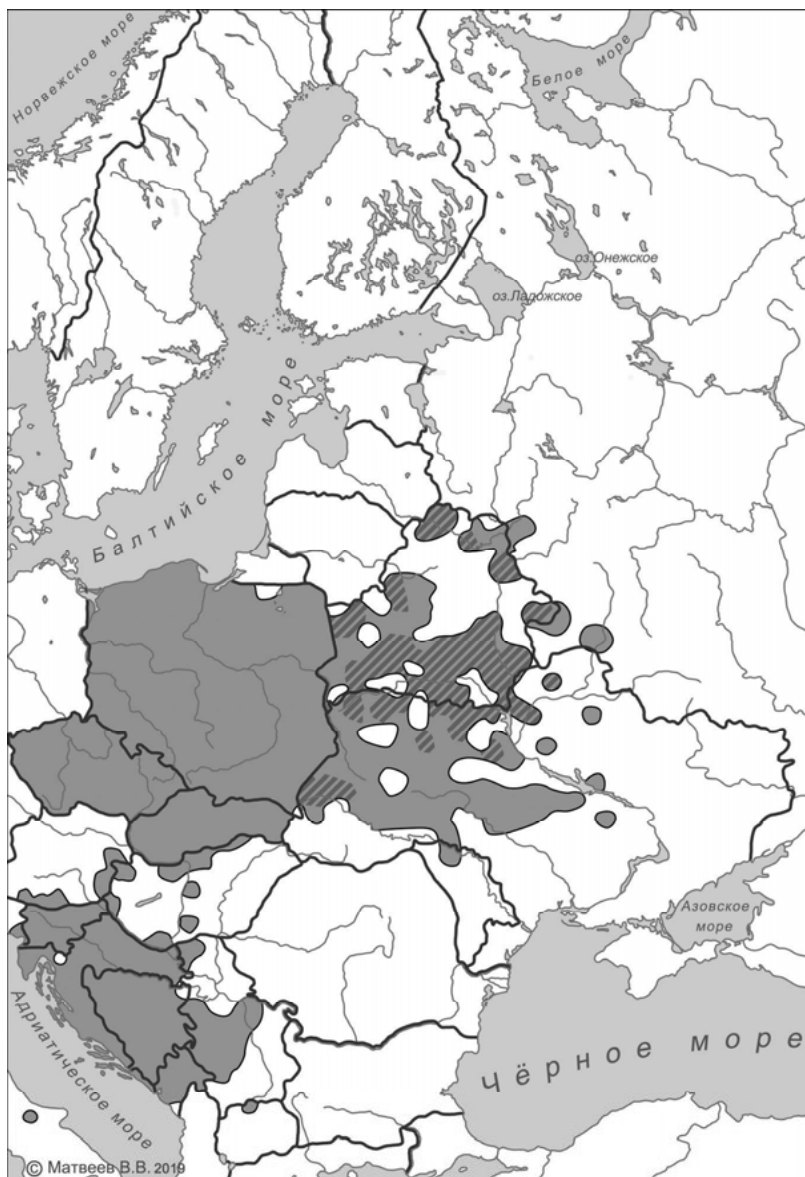 Норвежское море
Белое море
оз.Онежское
оз.Ладожское
Балтийское море
Азовское
море
Адриатическое море
Чёрное море
© Матвеев В.В. 2019